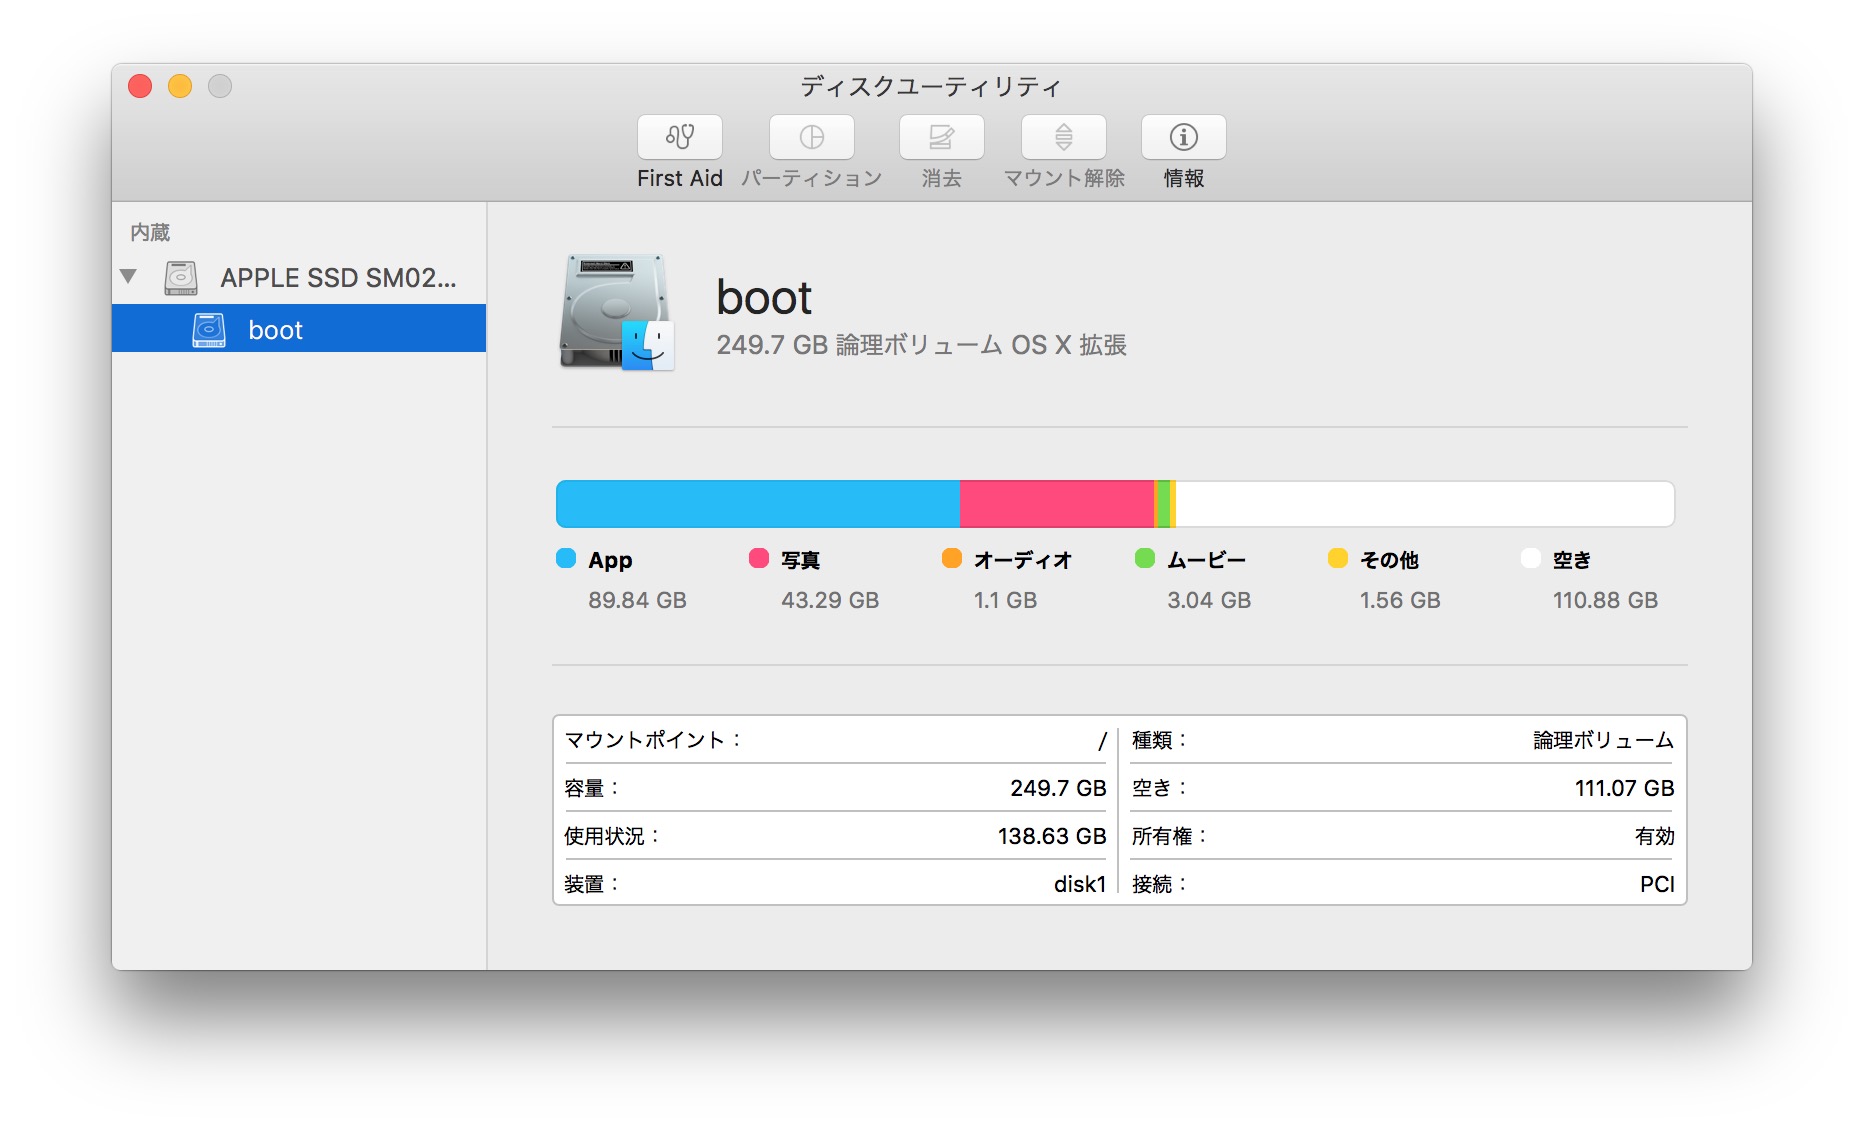 ディスクユーティリティ
First Aid パーティション 消去 マウント解除 情報
内蔵
APPLE SSD SM02...
boot
boot
249.7 GB 論理ボリューム OS X 拡張
App 写真 オーディオ ムービー その他 空き
89.84 GB 43.29 GB 1.1 GB 3.04 GB 1.56 GB 110.88 GB
マウントポイント： / 種類： 論理ボリューム
容量： 249.7 GB 空き： 111.07 GB
使用状況： 138.63 GB 所有権： 有効
装置： disk1 接続： PCI